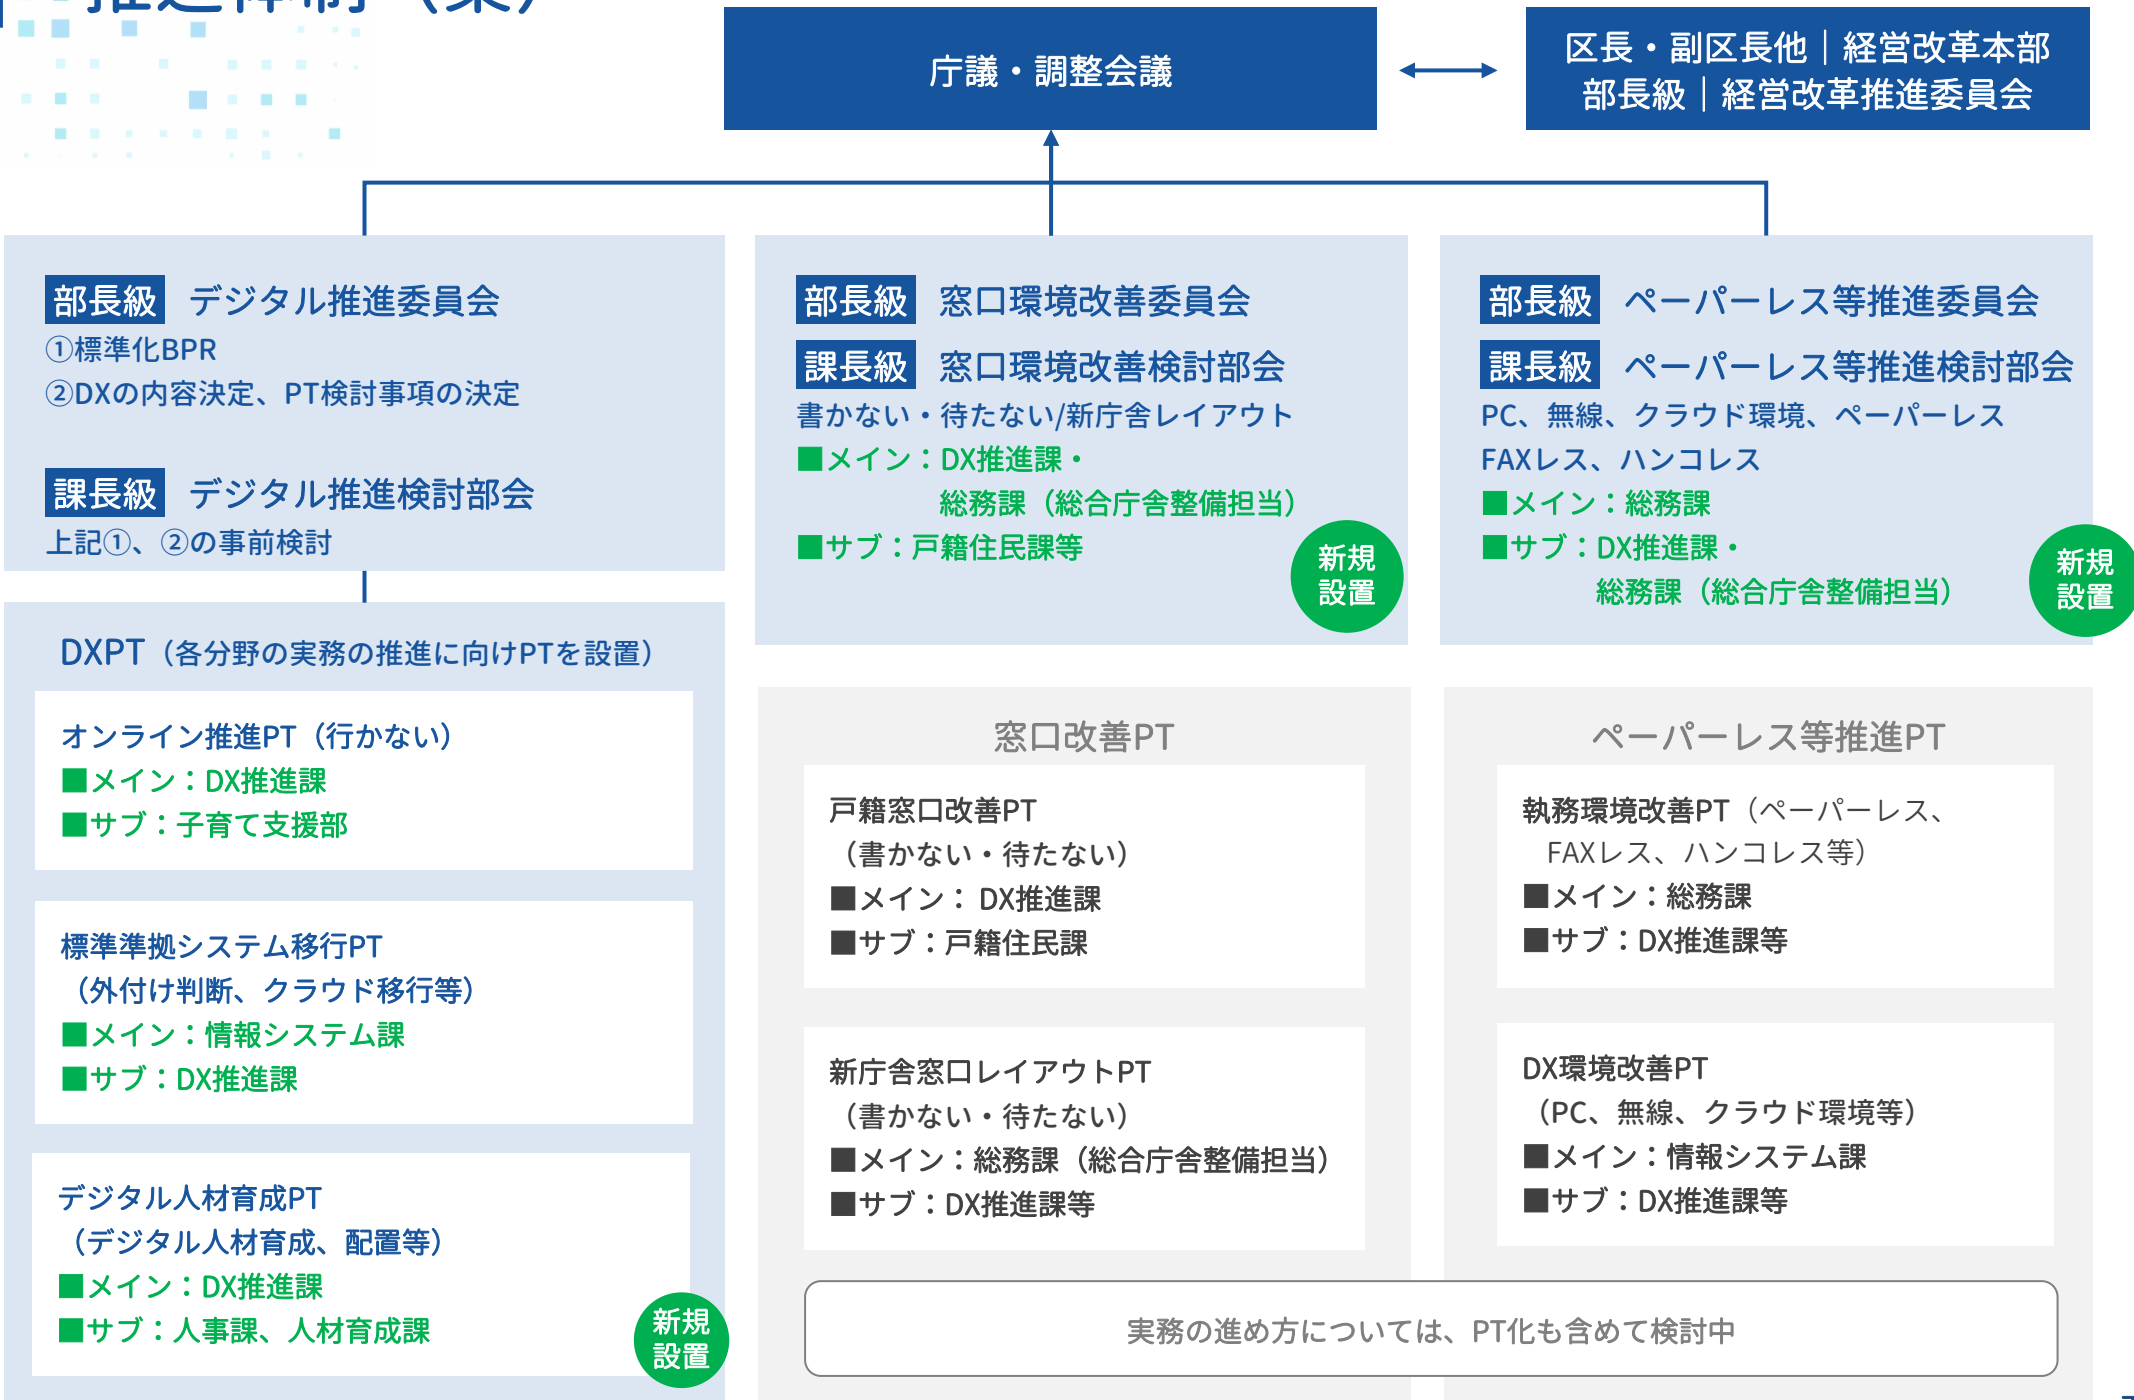 推進体制（案）
庁議・調整会議
区長・副区長他｜経営改革本部
部長級｜経営改革推進委員会
部長級 デジタル推進委員会
①標準化BPR
②DXの内容決定、PT検討事項の決定
課長級 デジタル推進検討部会
上記①、②の事前検討
部長級 窓口環境改善委員会
課長級 窓口環境改善検討部会
書かない・待たない/新庁舎レイアウト
■メイン：DX推進課・
総務課（総合庁舎整備担当）
■サブ：戸籍住民課等
新規
設置
部長級 ペーパーレス等推進委員会
課長級 ペーパーレス等推進検討部会
PC、無線、クラウド環境、ペーパーレス
FAXレス、ハンコレス
■メイン：総務課
■サブ：DX推進課・
総務課（総合庁舎整備担当）
新規
設置
DXPT（各分野の実務の推進に向けPTを設置）
オンライン推進PT（行かない）
■メイン：DX推進課
■サブ：子育て支援部
標準準拠システム移行PT
（外付け判断、クラウド移行等）
■メイン：情報システム課
■サブ：DX推進課
デジタル人材育成PT
（デジタル人材育成、配置等）
■メイン：DX推進課
■サブ：人事課、人材育成課
新規
設置
窓口改善PT
戸籍窓口改善PT
（書かない・待たない）
■メイン： DX推進課
■サブ：戸籍住民課
新庁舎窓口レイアウトPT
（書かない・待たない）
■メイン：総務課（総合庁舎整備担当）
■サブ：DX推進課等
ペーパーレス等推進PT
執務環境改善PT（ペーパーレス、
FAXレス、ハンコレス等）
■メイン：総務課
■サブ：DX推進課等
DX環境改善PT
（PC、無線、クラウド環境等）
■メイン：情報システム課
■サブ：DX推進課等
実務の進め方については、PT化も含めて検討中